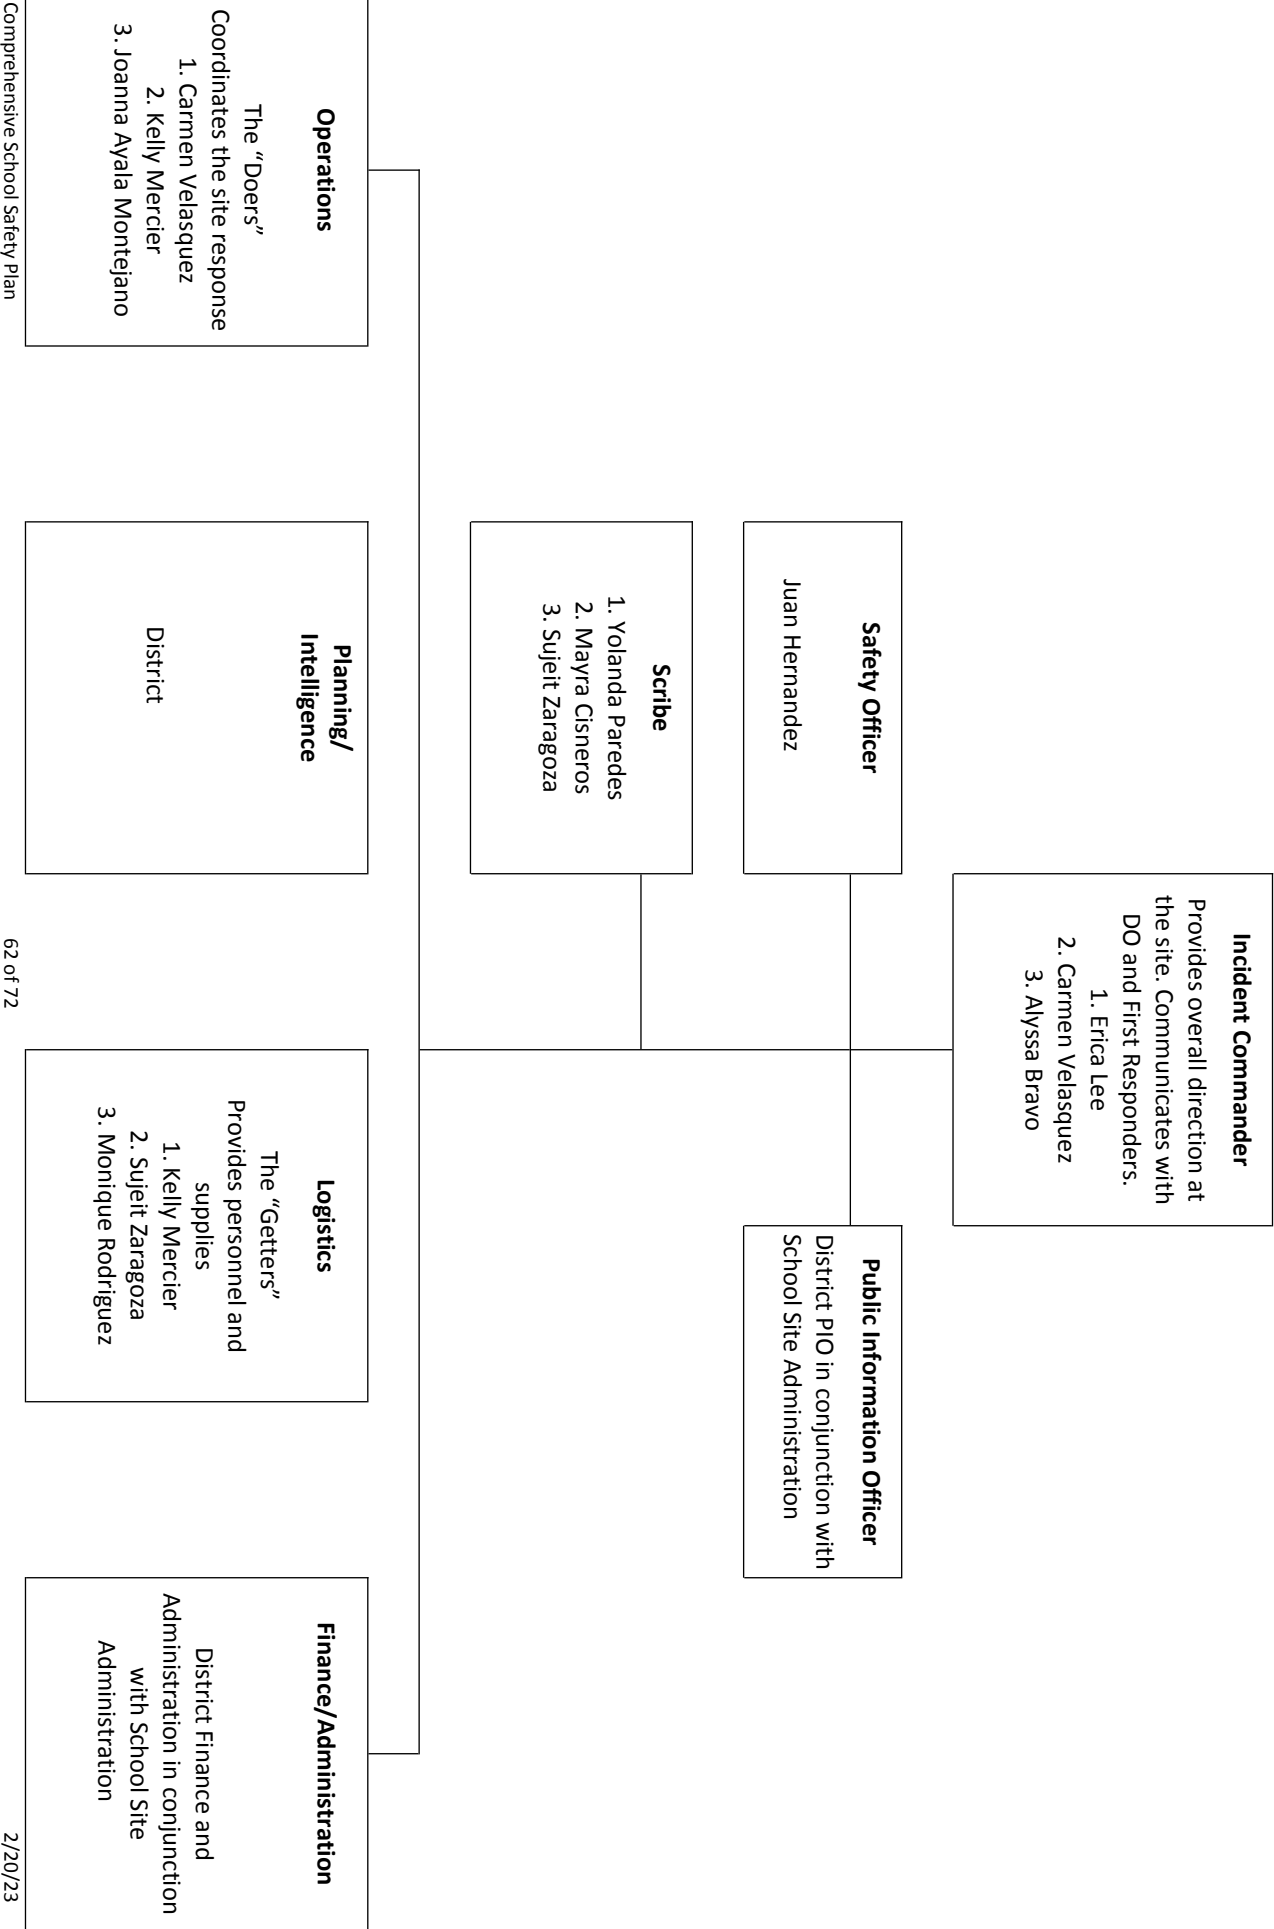 Incident Commander
Provides overall direction at
the site. Communicates with
DO and First Responders.
1. Erica Lee
2. Carmen Velasquez
3. Alyssa Bravo
Safety Officer
Juan Hernandez
Public Information Officer
District PIO in conjunction with
School Site Administration
Scribe
1. Yolanda Paredes
2. Mayra Cisneros
3. Sujeit Zaragoza
Operations
The “Doers”
Coordinates the site response
1. Carmen Velasquez
2. Kelly Mercier
3. Joanna Ayala Montejano
Planning/
Intelligence
District
Logistics
The “Getters”
Provides personnel and
supplies
1. Kelly Mercier
2. Sujeit Zaragoza
3. Monique Rodriguez
Finance/Administration
District Finance and
Administration in conjunction
with School Site
Administration
Comprehensive School Safety Plan
62 of 72
2/20/23